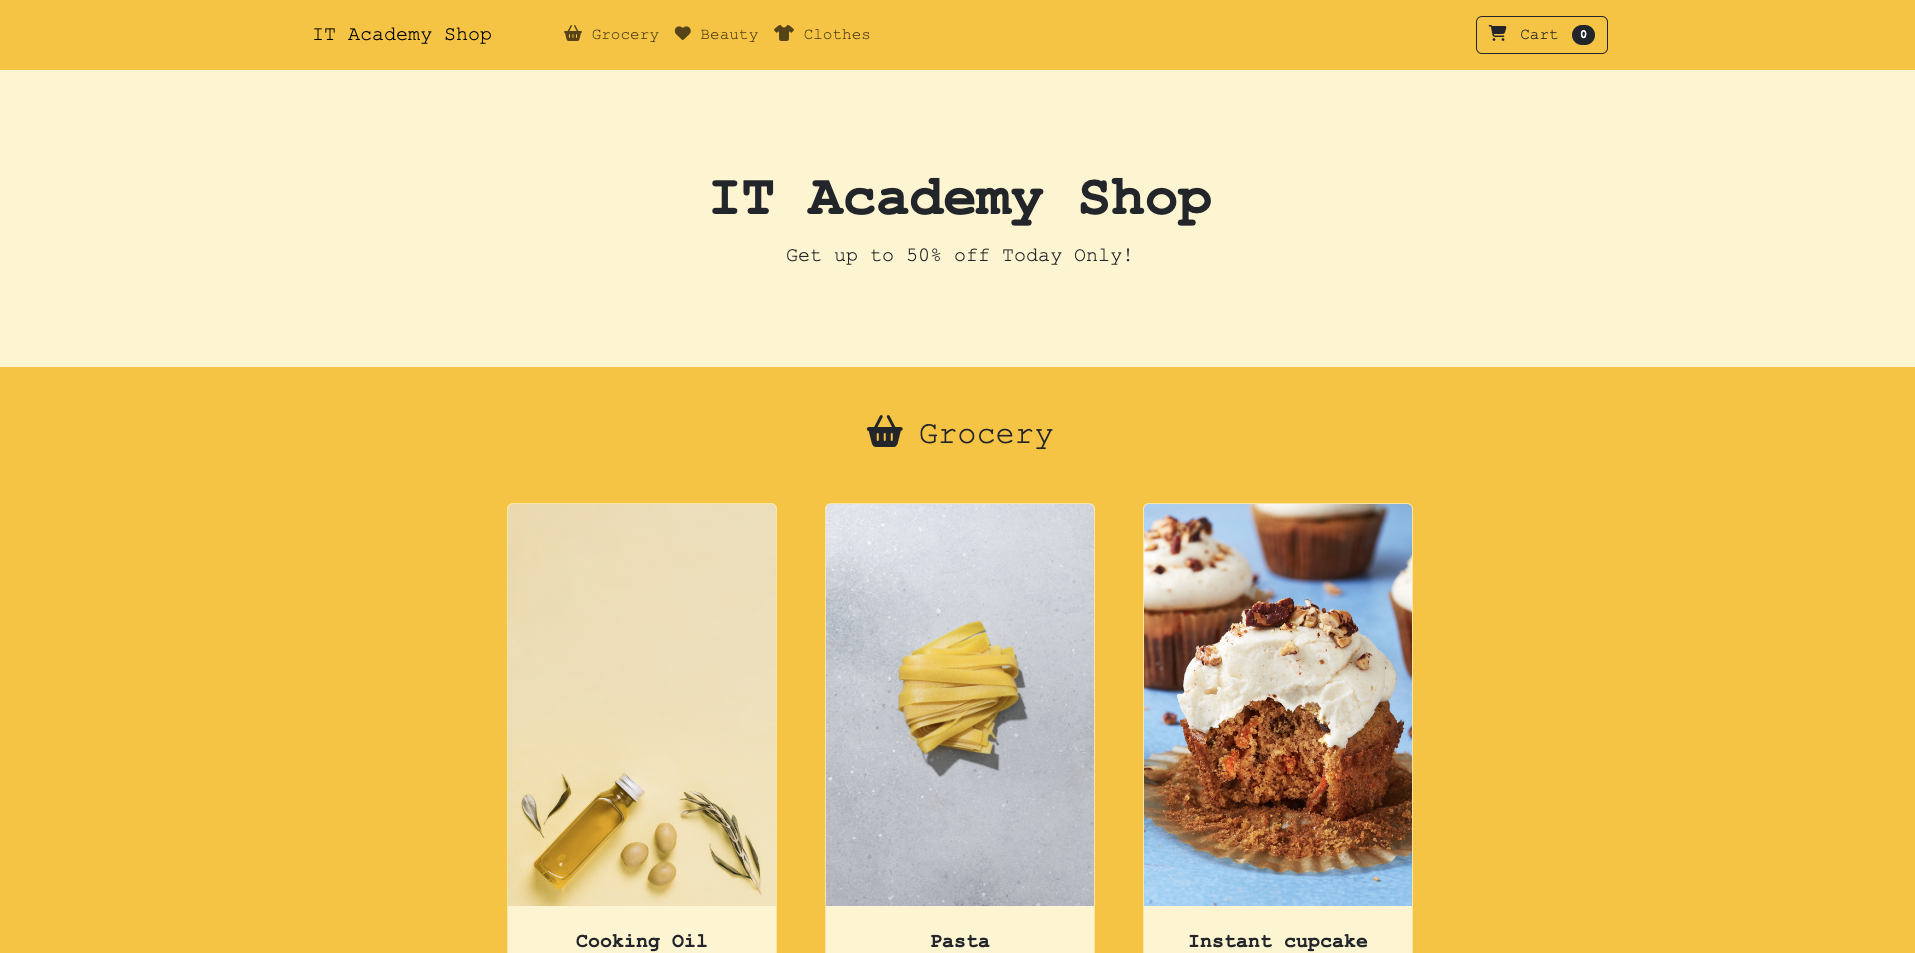 IT Academy Shop
Grocery
Beauty
Clothes
Cart 0
IT Academy Shop
Get up to 50% off Today Only!
Grocery
Cooking Oil
Pasta
Instant cupcake